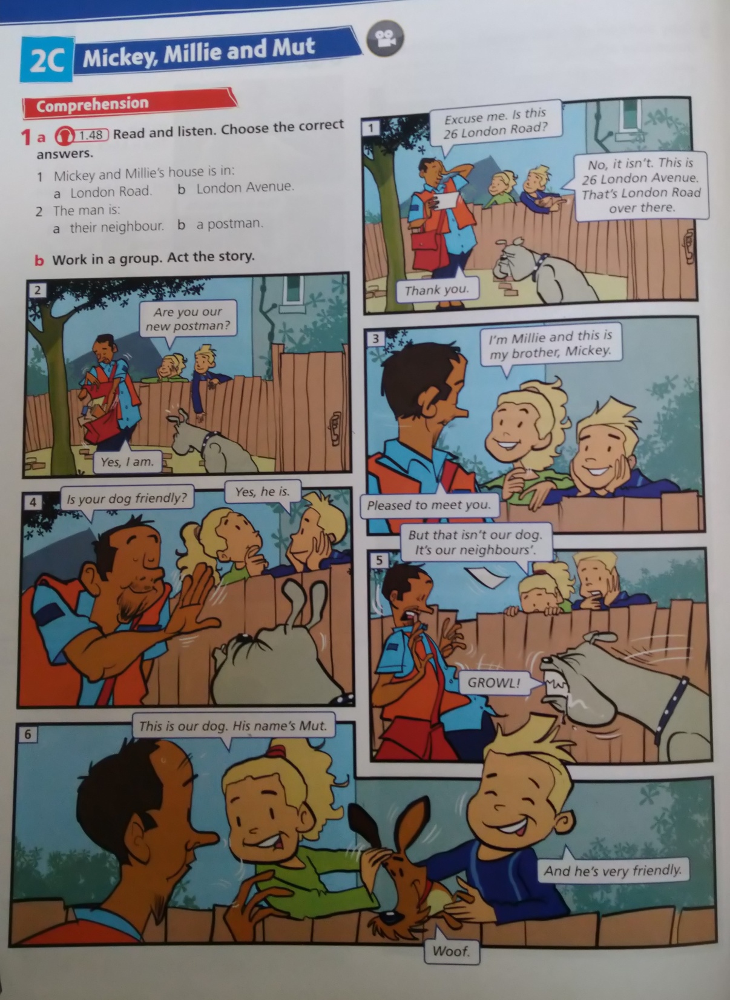 2C Mickey, Millie and Mut
Comprehension
1 a 1.48 Read and listen. Choose the correct
answers.
1 Mickey and Millie's house is in:
a London Road. b London Avenue.
2 The man is:
a their neighbour. b a postman.
b Work in a group. Act the story.
1
Excuse me. Is this
26 London Road?
No, it isn't. This is
26 London Avenue.
That's London Road
over there.
Thank you.
2
Are you our
new postman?
Yes, I am.
3
I'm Millie and this is
my brother, Mickey.
Pleased to meet you.
4
Is your dog friendly?
Yes, he is.
5
But that isn't our dog.
It's our neighbours'.
GROWL!
6
This is our dog. His name's Mut.
And he's very friendly.
Woof.